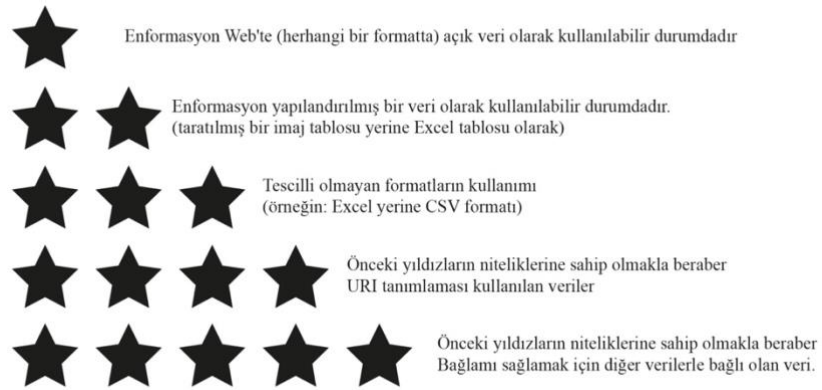 Enformasyon Web'te (herhangi bir formatta) açık veri olarak kullanılabilir durumdadır
Enformasyon yapılandırılmış bir veri olarak kullanılabilir durumdadır.
(taratılmış bir imaj tablosu yerine Excel tablosu olarak)
Tescilli olmayan formatların kullanımı
(örneğin: Excel yerine CSV formatı)
Önceki yıldızların niteliklerine sahip olmakla beraber
URI tanımlaması kullanılan veriler
Önceki yıldızların niteliklerine sahip olmakla beraber
Bağlamı sağlamak için diğer verilerle bağlı olan veri.